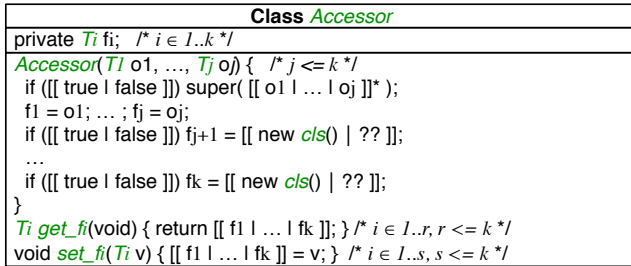 Class Accessor
private Ti fi; /* i ∈ 1..k */
Accessor(T1 o1, …, Tj oj) { /* j <= k */
if ([[ true | false ]]) super( [[ o1 | … | oj ]]* );
f1 = o1; … ; fj = oj;
if ([[ true | false ]]) fj+1 = [[ new cls() | ?? ]];
…
if ([[ true | false ]]) fk = [[ new cls() | ?? ]];
}
Ti get_fi(void) { return [[ f1 | … | fk ]]; } /* i ∈ 1..r, r <= k */
void set_fi(Ti v) { [[ f1 | … | fk ]] = v; } /* i ∈ 1..s, s <= k */